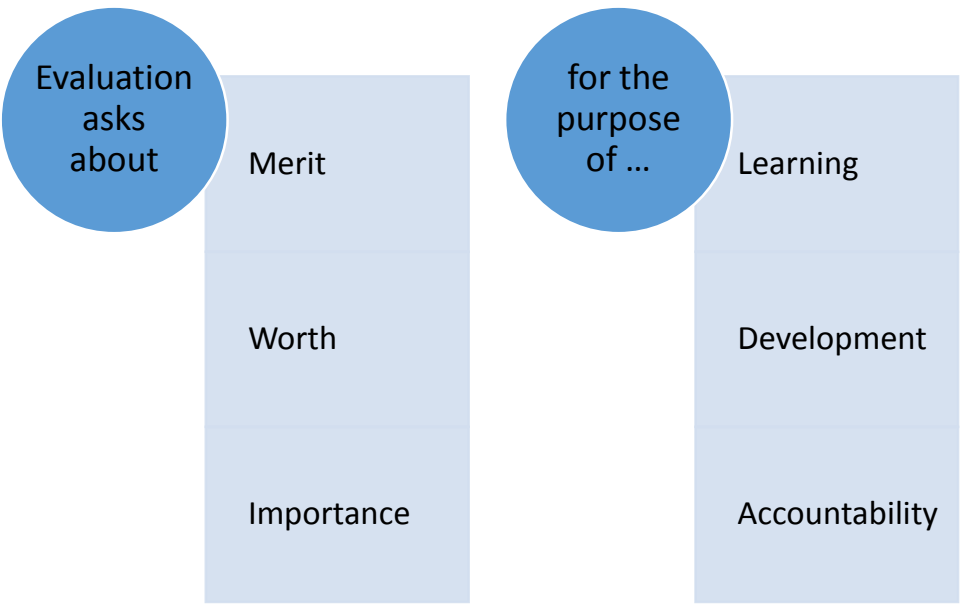 Evaluation
asks
about
Merit
Worth
Importance
for the
purpose
of ...
Learning
Development
Accountability